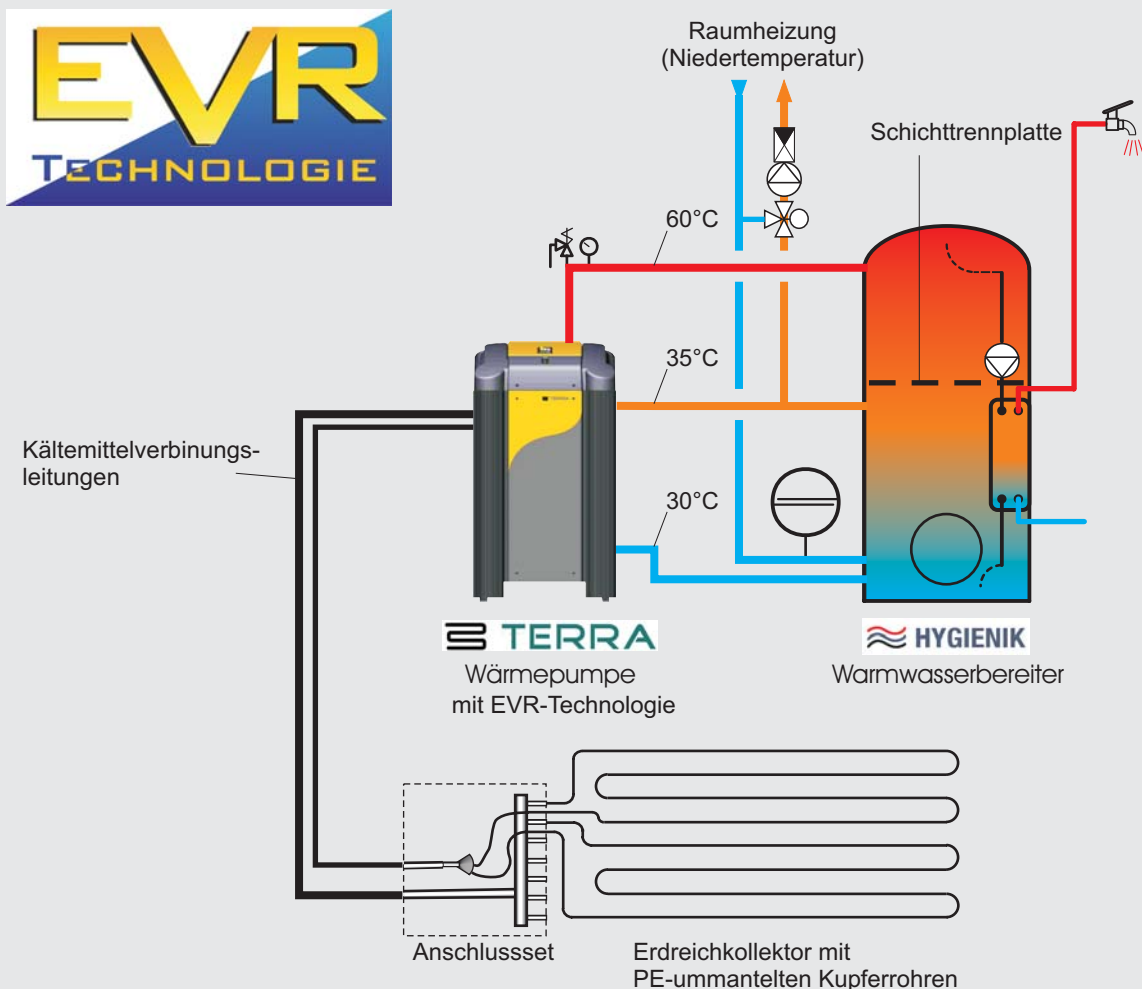 EVR
TECHNOLOGIE
Raumheizung
(Niedertemperatur)
Schichttrennplatte
60°C
35°C
TERRA
Kältemittelverbinungs-
leitungen
30°C
TERRA
HYGIENIK
Wärmepumpe
mit EVR-Technologie
Warmwasserbereiter
Anschlussset
Erdreichkollektor mit
PE-ummantelten Kupferrohren